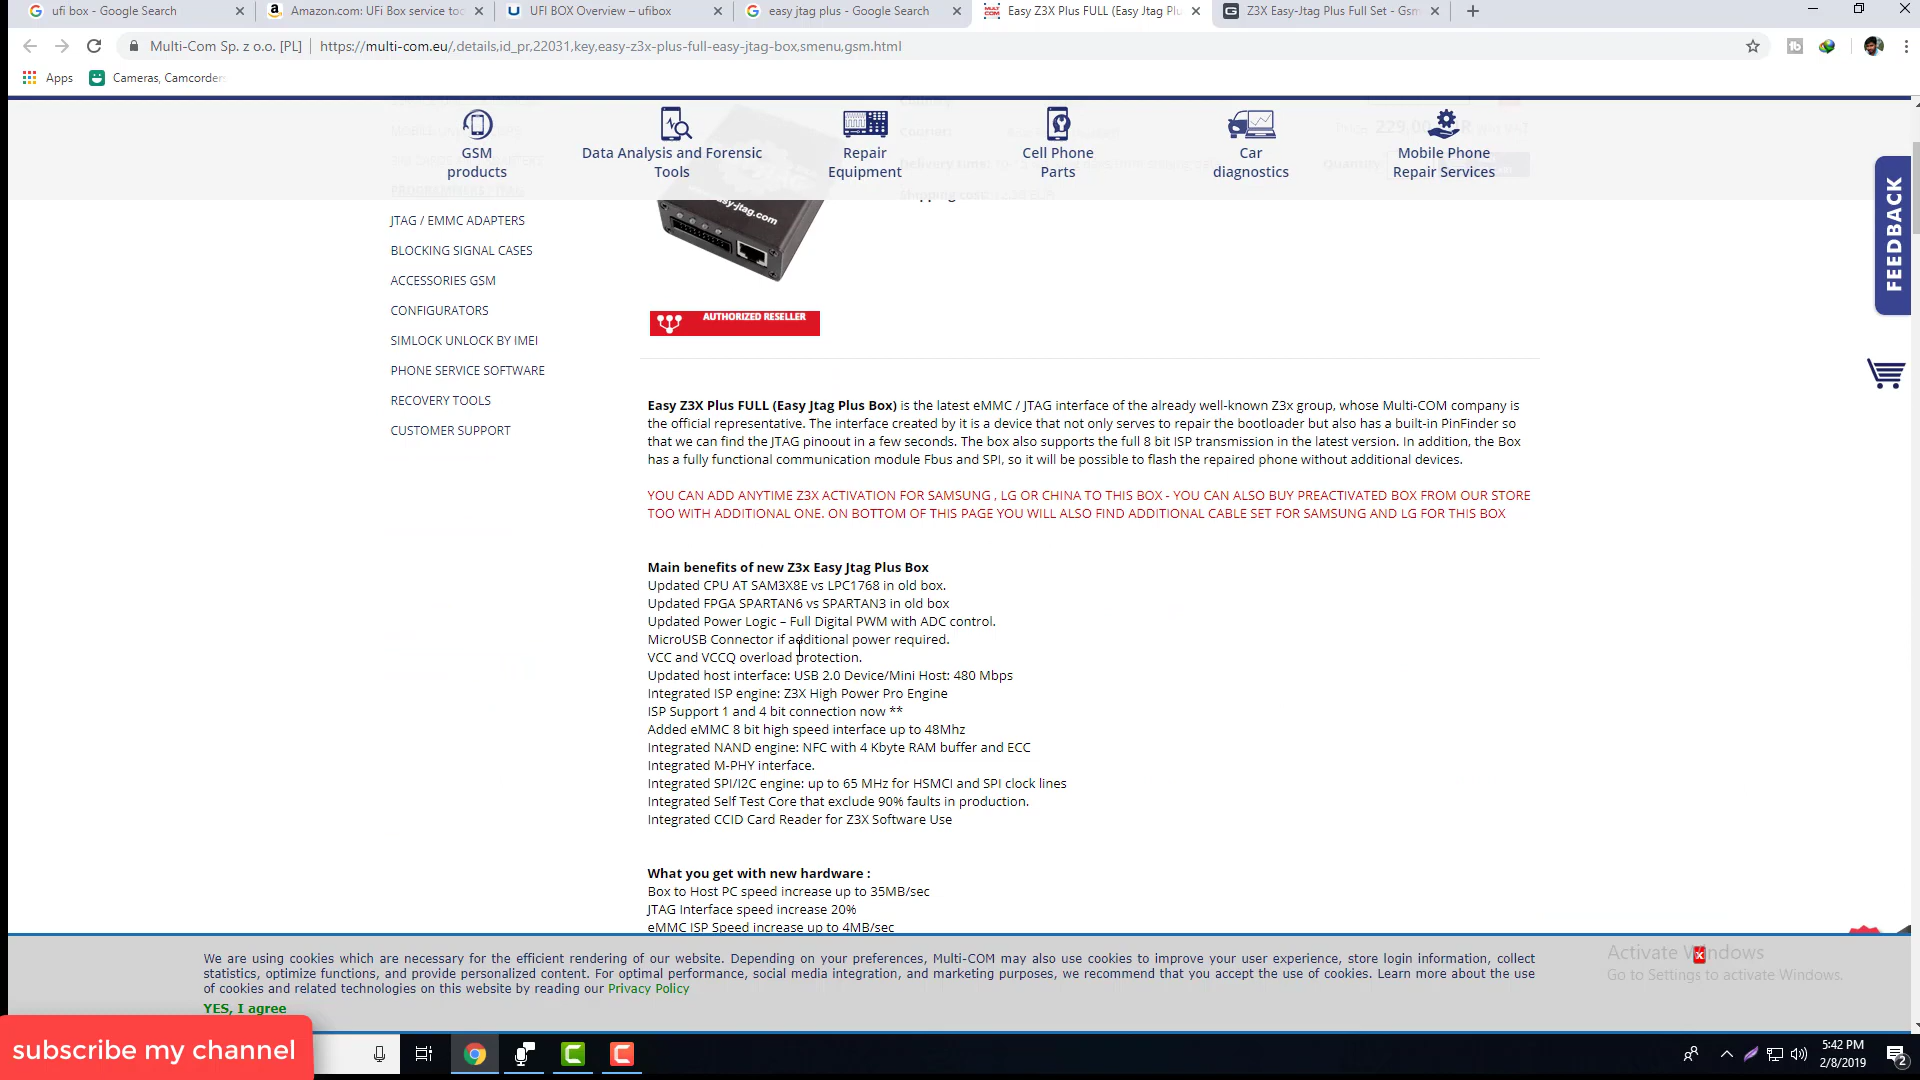 ufi box - Google Search
Amazon.com: UFi Box service too
UFI BOX Overview – ufibox
easy jtag plus - Google Search
Easy Z3X Plus FULL (Easy Jtag Plu
Z3X Easy-Jtag Plus Full Set - Gsm
Multi-Com Sp. z o.o. [PL]
https://multi-com.eu/,details,id_pr,22031,key,easy-z3x-plus-full-easy-jtag-box,smenu,gsm.html
Apps
Cameras, Camcorders
GSM
products
Data Analysis and Forensic
Tools
Repair
Equipment
Cell Phone
Parts
Car
diagnostics
Mobile Phone
Repair Services
FEEDBACK
JTAG / EMMC ADAPTERS
BLOCKING SIGNAL CASES
ACCESSORIES GSM
CONFIGURATORS
SIMLOCK UNLOCK BY IMEI
PHONE SERVICE SOFTWARE
RECOVERY TOOLS
CUSTOMER SUPPORT
AUTHORIZED RESELLER
Easy Z3X Plus FULL (Easy Jtag Plus Box) is the latest eMMC / JTAG interface of the already well-known Z3x group, whose Multi-COM company is
the official representative. The interface created by it is a device that not only serves to repair the bootloader but also has a built-in PinFinder so
that we can find the JTAG pinoout in a few seconds. The box also supports the full 8 bit ISP transmission in the latest version. In addition, the Box
has a fully functional communication module Fbus and SPI, so it will be possible to flash the repaired phone without additional devices.
YOU CAN ADD ANYTIME Z3X ACTIVATION FOR SAMSUNG , LG OR CHINA TO THIS BOX - YOU CAN ALSO BUY PREACTIVATED BOX FROM OUR STORE
TOO WITH ADDITIONAL ONE. ON BOTTOM OF THIS PAGE YOU WILL ALSO FIND ADDITIONAL CABLE SET FOR SAMSUNG AND LG FOR THIS BOX
Main benefits of new Z3x Easy Jtag Plus Box
Updated CPU AT SAM3X8E vs LPC1768 in old box.
Updated FPGA SPARTAN6 vs SPARTAN3 in old box
Updated Power Logic – Full Digital PWM with ADC control.
MicroUSB Connector if additional power required.
VCC and VCCQ overload protection.
Updated host interface: USB 2.0 Device/Mini Host: 480 Mbps
Integrated ISP engine: Z3X High Power Pro Engine
ISP Support 1 and 4 bit connection now **
Added eMMC 8 bit high speed interface up to 48Mhz
Integrated NAND engine: NFC with 4 Kbyte RAM buffer and ECC
Integrated M-PHY interface.
Integrated SPI/I2C engine: up to 65 MHz for HSMCI and SPI clock lines
Integrated Self Test Core that exclude 90% faults in production.
Integrated CCID Card Reader for Z3X Software Use
What you get with new hardware :
Box to Host PC speed increase up to 35MB/sec
JTAG Interface speed increase 20%
eMMC ISP Speed increase up to 4MB/sec
We are using cookies which are necessary for the efficient rendering of our website. Depending on your preferences, Multi-COM may also use cookies to improve your user experience, store login information, collect
statistics, optimize functions, and provide personalized content. For optimal performance, social media integration, and marketing purposes, we recommend that you accept the use of cookies. Learn more about the use
of cookies and related technologies on this website by reading our Privacy Policy
YES, I agree
Activate Windows
Go to Settings to activate Windows.
subscribe my channel
5:42 PM
2/8/2019
2